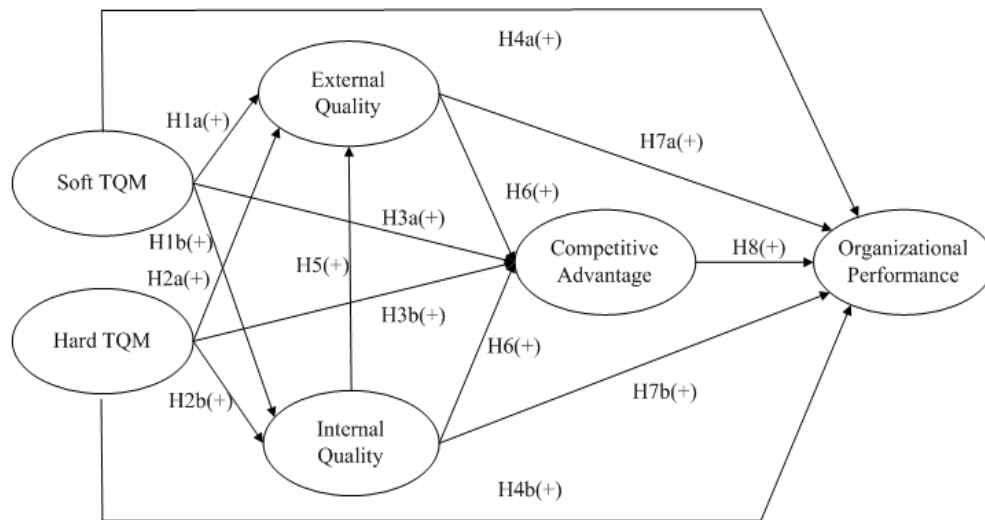 H4a(+)
External
Quality
H1a(+)
H7a(+)
Soft TQM
H6(+)
H3a(+)
H1b(+)
Competitive
Advantage
H8(+)
Organizational
Performance
H2a(+)
H5(+)
H3b(+)
Hard TQM
H6(+)
H7b(+)
H2b(+)
Internal
Quality
H4b(+)